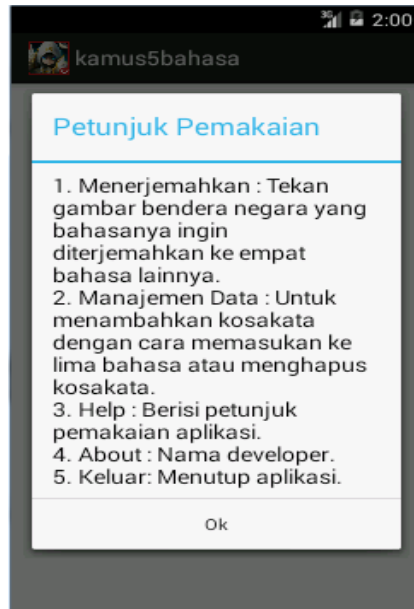 3G 2:00
kamus5bahasa
Petunjuk Pemakaian
1. Menerjemahkan : Tekan
gambar bendera negara yang
bahasanya ingin
diterjemahkan ke empat
bahasa lainnya.
2. Manajemen Data : Untuk
menambahkan kosakata
dengan cara memasukan ke
lima bahasa atau menghapus
kosakata.
3. Help : Berisi petunjuk
pemakaian aplikasi.
4. About : Nama developer.
5. Keluar: Menutup aplikasi.
Ok